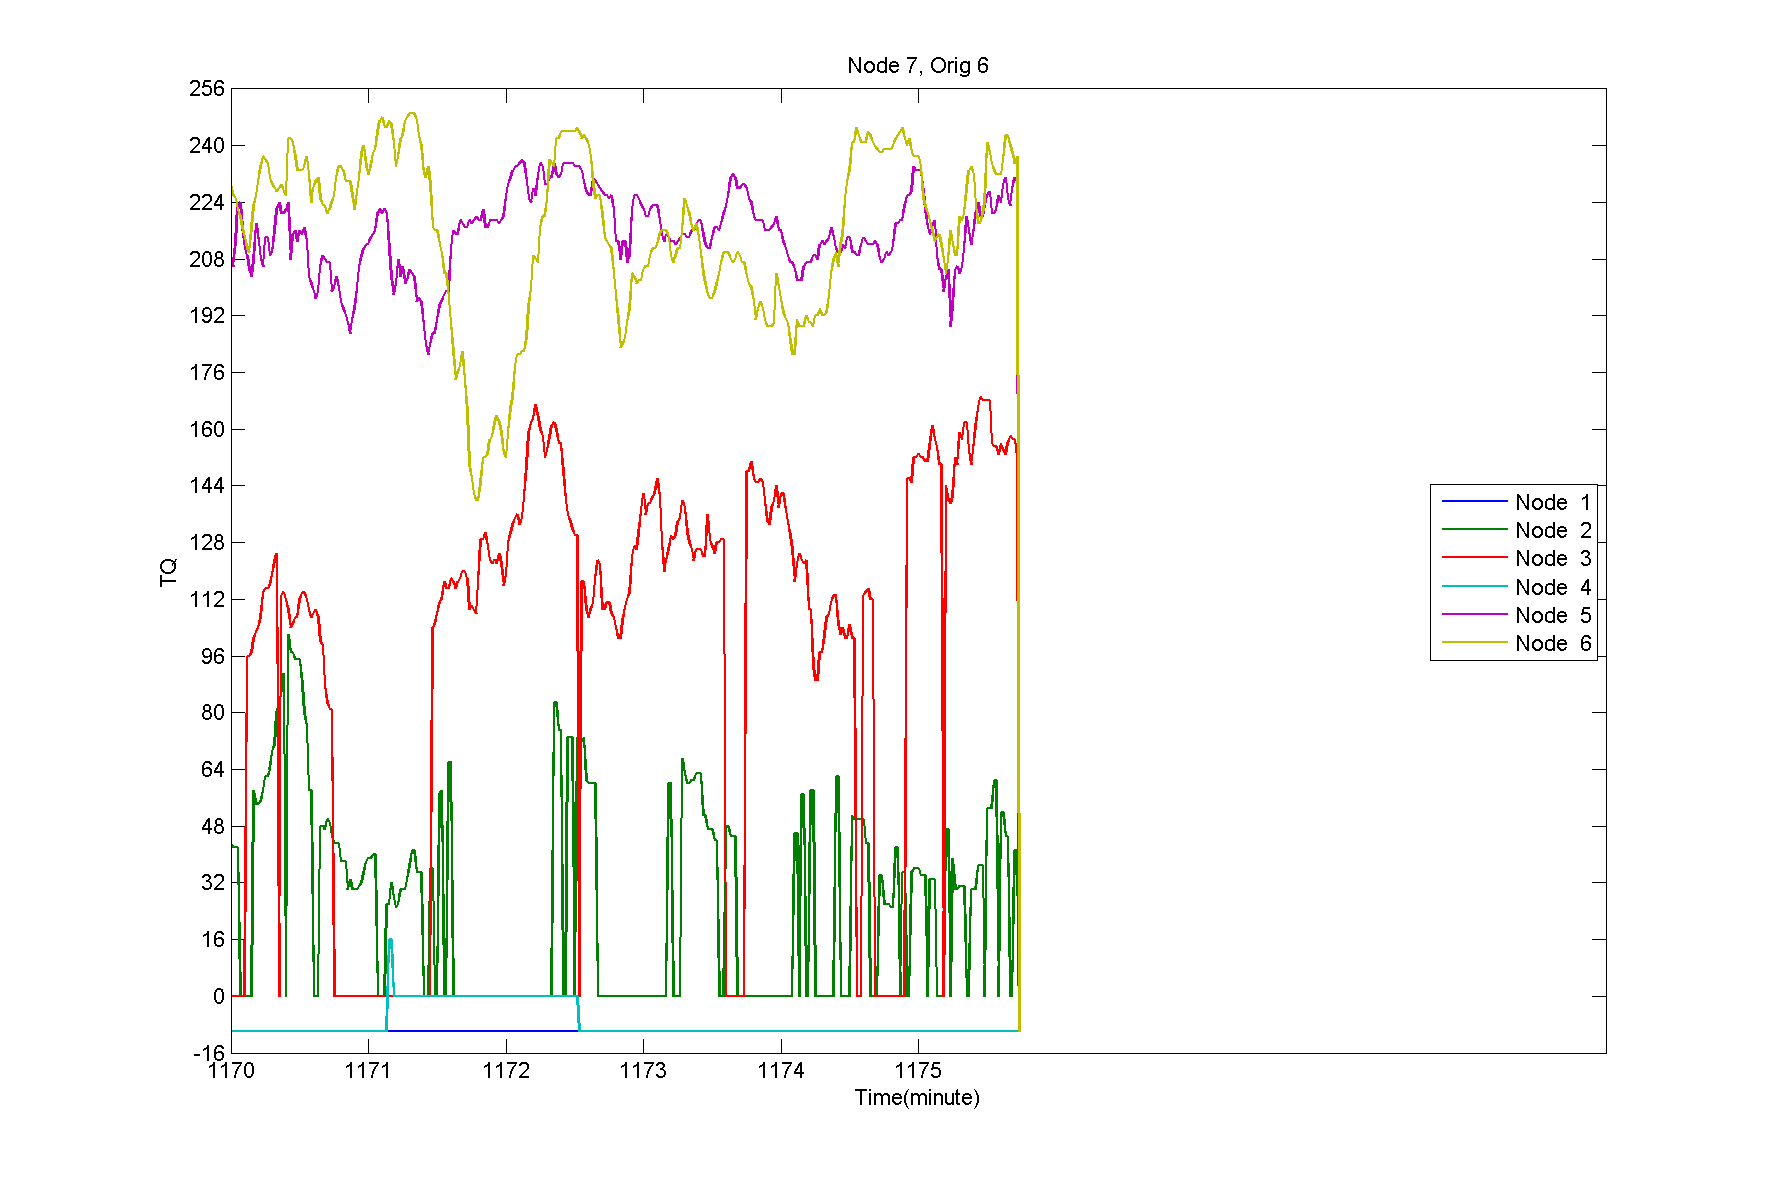 Node 7, Orig 6
256
240
224
208
192
176
160
144
128
112
96
80
64
48
32
16
0
-16
TQ
1170 1171 1172 1173 1174 1175
Time(minute)
Node 1
Node 2
Node 3
Node 4
Node 5
Node 6